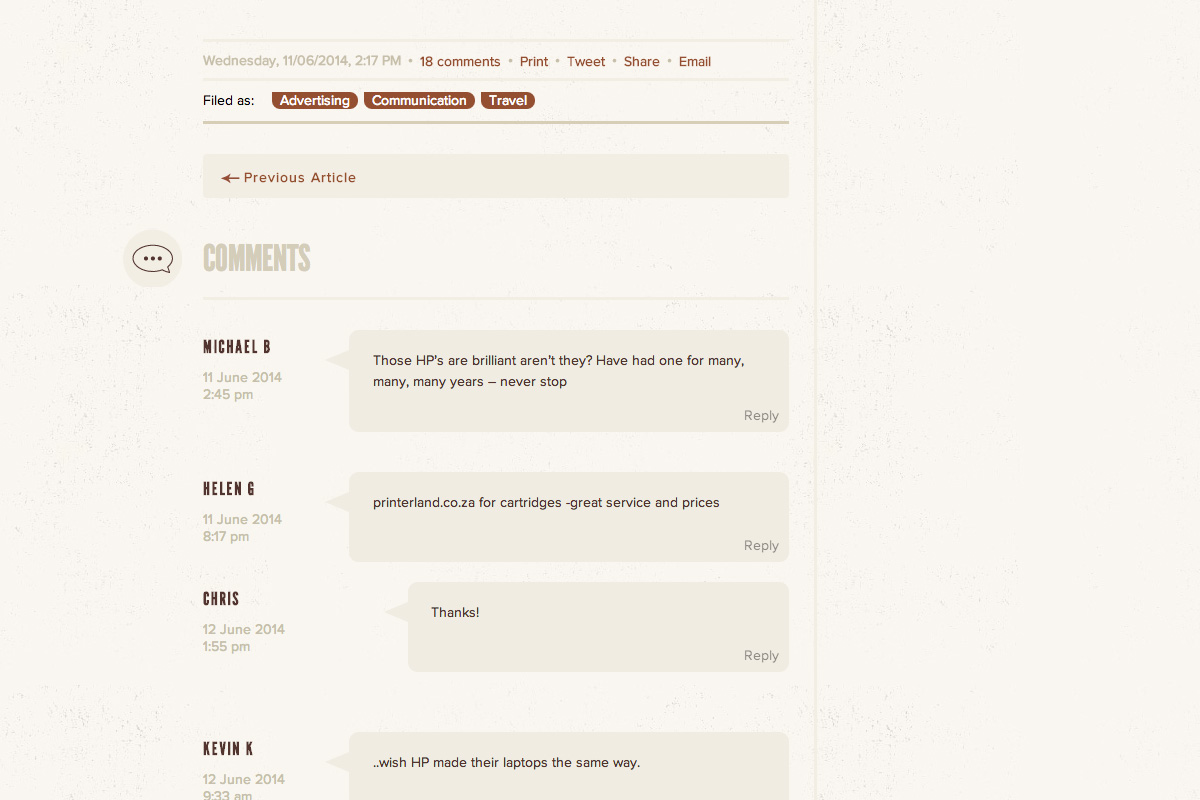 Wednesday, 11/06/2014, 2:17 PM • 18 comments • Print • Tweet • Share • Email
Filed as: Advertising Communication Travel
Previous Article
COMMENTS
MICHAEL B
11 June 2014
2:45 pm
Those HP's are brilliant aren't they? Have had one for many,
many, many years – never stop
Reply
HELEN G
11 June 2014
8:17 pm
printerland.co.za for cartridges -great service and prices
Reply
CHRIS
12 June 2014
1:55 pm
Thanks!
Reply
KEVIN K
12 June 2014
9:33 am
..wish HP made their laptops the same way.